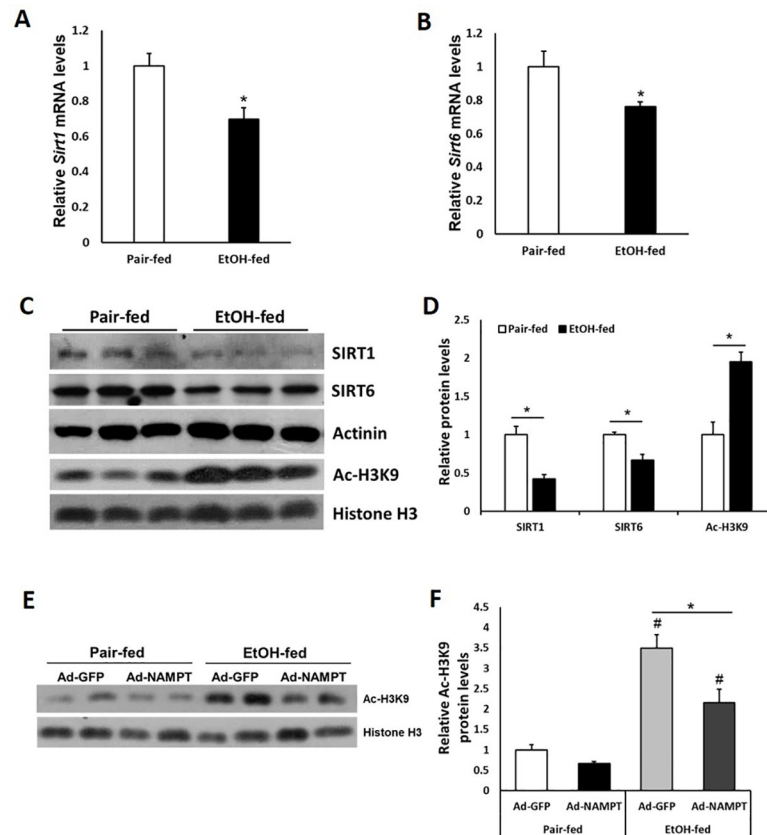 A
Relative Sirt1 mRNA levels
1.2
1
0.8
0.6
0.4
0.2
0
*
Pair-fed
EtOH-fed
B
Relative Sirt6 mRNA levels
1.2
1
0.8
0.6
0.4
0.2
0
*
Pair-fed
EtOH-fed
C
Pair-fed EtOH-fed
SIRT1
SIRT6
Actinin
Ac-H3K9
Histone H3
D
Relative protein levels
2.5
2
1.5
1
0.5
0
Pair-fed EtOH-fed
*
*
*
SIRT1 SIRT6 Ac-H3K9
E
Pair-fed EtOH-fed
Ad-GFP Ad-NAMPT Ad-GFP Ad-NAMPT
Ac-H3K9
Histone H3
F
Relative Ac-H3K9
protein levels
4.5
4
3.5
3
2.5
2
1.5
1
0.5
0
*
#
#
Ad-GFP Ad-NAMPT Ad-GFP Ad-NAMPT
Pair-fed EtOH-fed